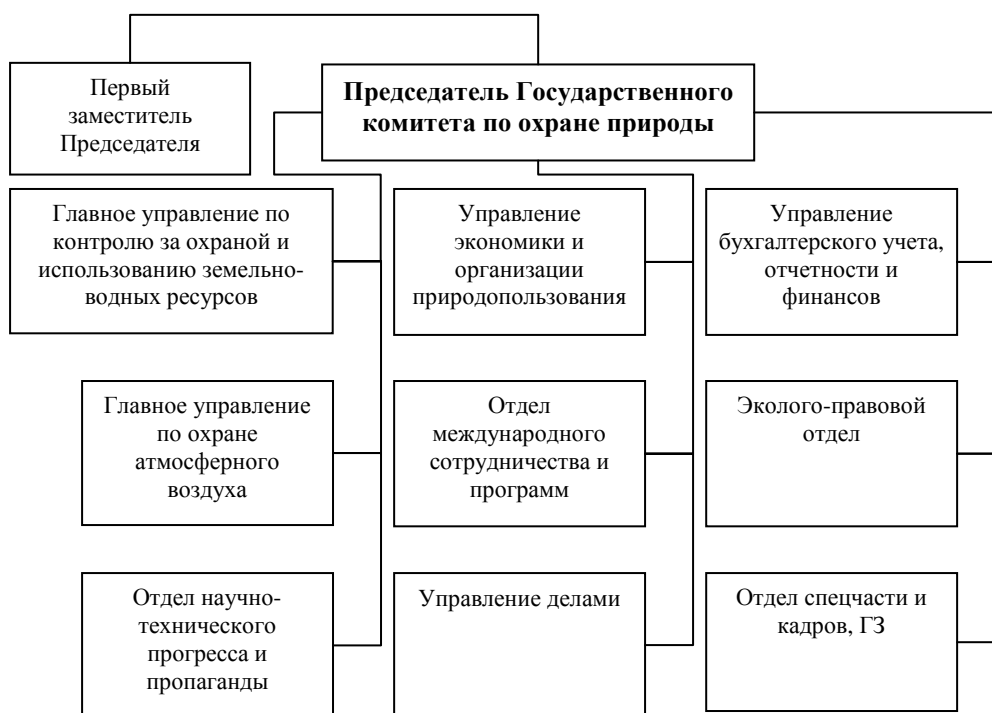 Первый
заместитель
Председателя
Председатель Государственного
комитета по охране природы
Главное управление по
контролю за охраной и
использованию земельно-
водных ресурсов
Управление
экономики и
организации
природопользования
Управление
бухгалтерского учета,
отчетности и
финансов
Главное управление
по охране
атмосферного
воздуха
Отдел
международного
сотрудничества и
программ
Эколого-правовой
отдел
Отдел научно-
технического
прогресса и
пропаганды
Управление делами
Отдел спецчасти и
кадров, ГЗ